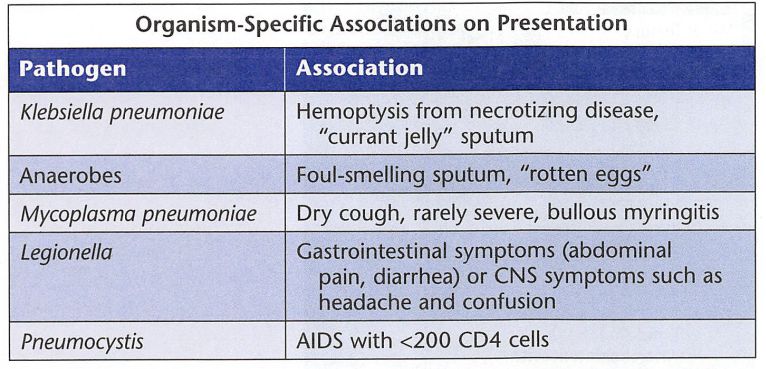 Organism-Specific Associations on Presentation
Pathogen Association
Klebsiella pneumoniae Hemoptysis from necrotizing disease,
“currant jelly” sputum
Anaerobes Foul-smelling sputum, “rotten eggs”
Mycoplasma pneumoniae Dry cough, rarely severe, bullous myringitis
Legionella Gastrointestinal symptoms (abdominal
pain, diarrhea) or CNS symptoms such as
headache and confusion
Pneumocystis AIDS with <200 CD4 cells